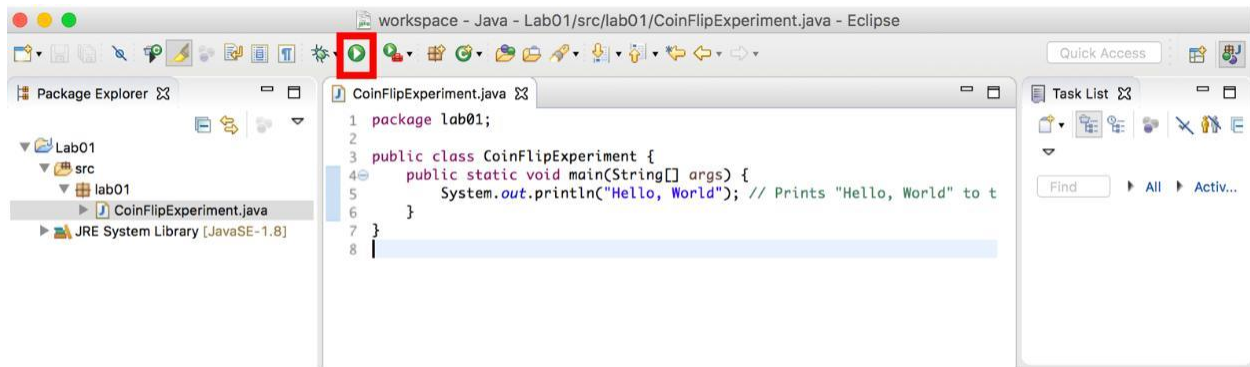 workspace - Java - Lab01/src/lab01/CoinFlipExperiment.java - Eclipse
Quick Access
Package Explorer
Lab01
src
lab01
CoinFlipExperiment.java
JRE System Library [JavaSE-1.8]
CoinFlipExperiment.java
1 package lab01;
2
3 public class CoinFlipExperiment {
4 public static void main(String[] args) {
5 System.out.println("Hello, World"); // Prints "Hello, World" to t
6 }
7 }
8
Task List
Find All Activ...